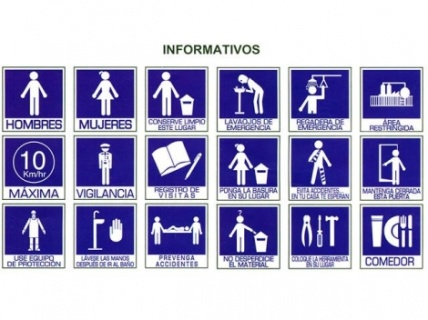 INFORMATIVOS
HOMBRES
MUJERES
CONSERVE LIMPIO
ESTE LUGAR
LAVAOJOS DE
EMERGENCIA
REGADERA DE
EMERGENCIA
ÁREA
RESTRINGIDA
10
Km/hr
MÁXIMA
VIGILANCIA
REGISTRO DE
VISITAS
PONGA LA BASURA
EN SU LUGAR
EVITA ACCIDENTES...
EN TU CASA TE ESPERAN
MANTENGA CERRADA
ESTA PUERTA
USE EQUIPO
DE PROTECCIÓN
LÁVESE LAS MANOS
DESPUÉS DE IR AL BAÑO
PREVENGA
ACCIDENTES
NO DESPERDICIE
EL MATERIAL
COLOQUE LA HERRAMIENTA
EN SU LUGAR
COMEDOR